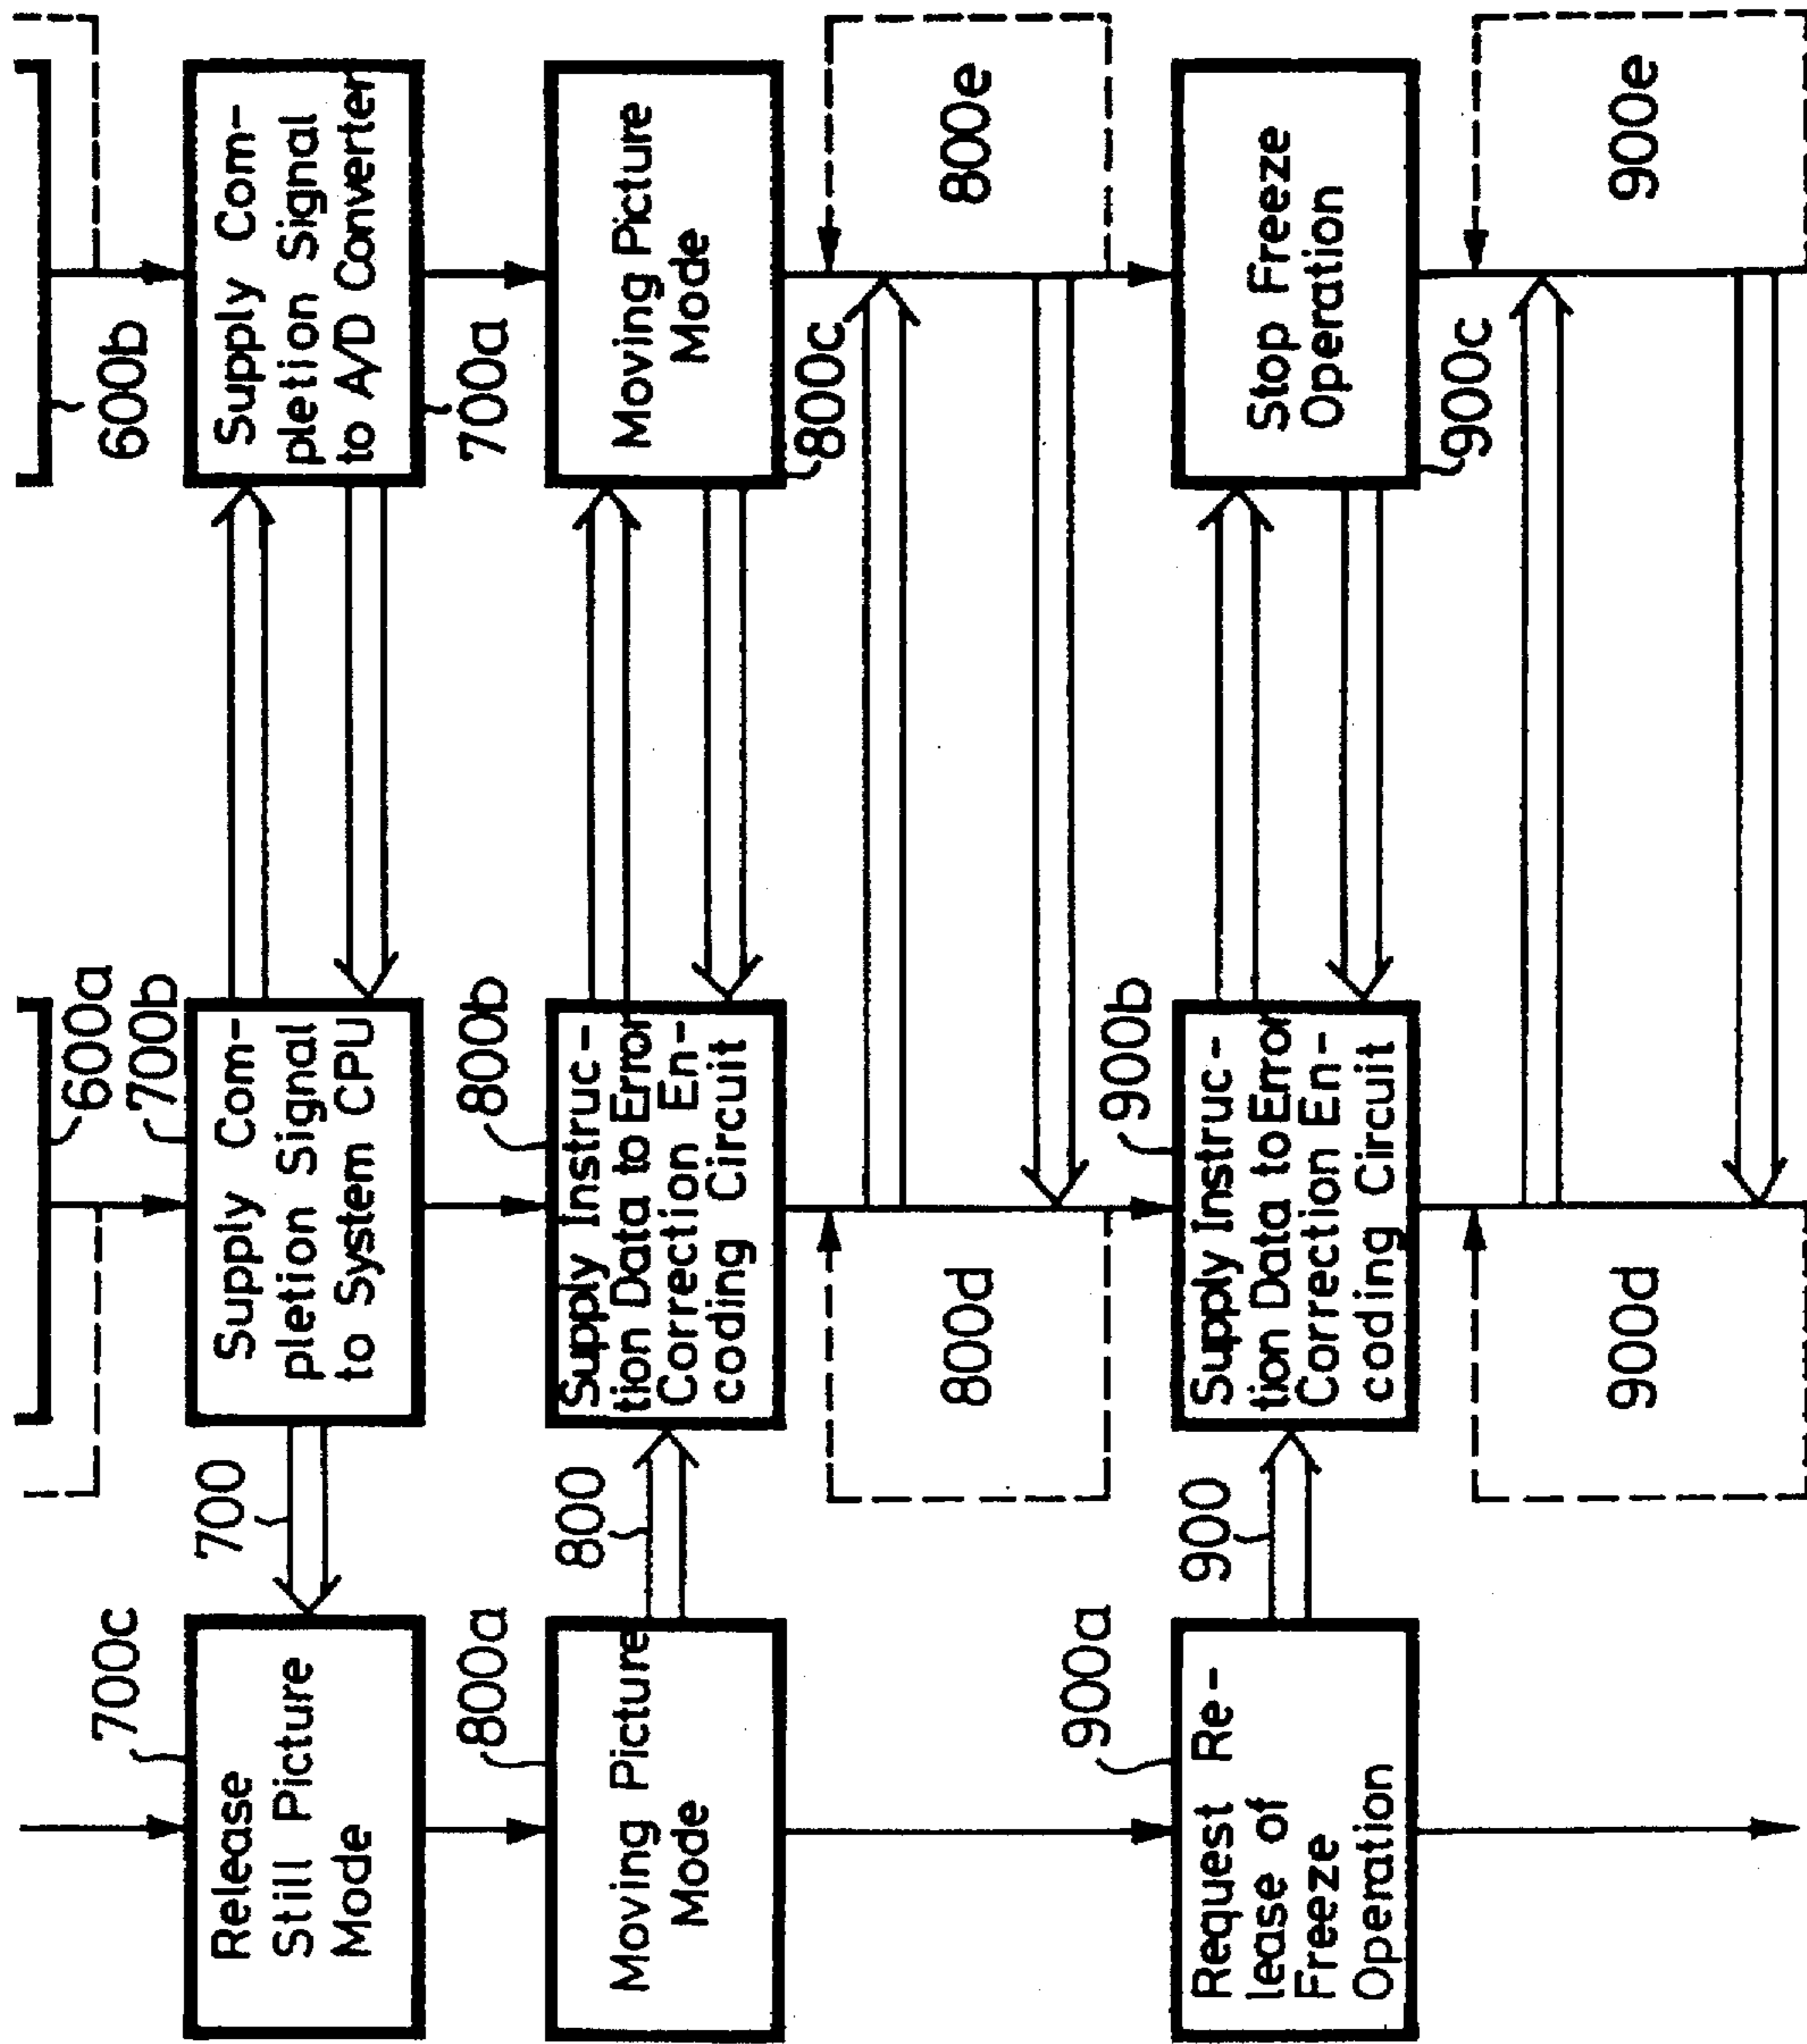 600b
Supply Com-
pletion Signal
to A/D Converter
700a
Moving Picture
Mode
800c
800e
Stop Freeze
Operation
900c
900e
600a
700b
Supply Com-
pletion Signal
to System CPU
800b
Supply Instruc-
tion Data to Error
Correction En-
coding Circuit
800d
900b
Supply Instruc-
tion Data to Error
Correction En-
coding Circuit
900d
700
800
900
700c
Release
Still Picture
Mode
800a
Moving Picture
Mode
900a
Request Re-
lease of
Freeze
Operation